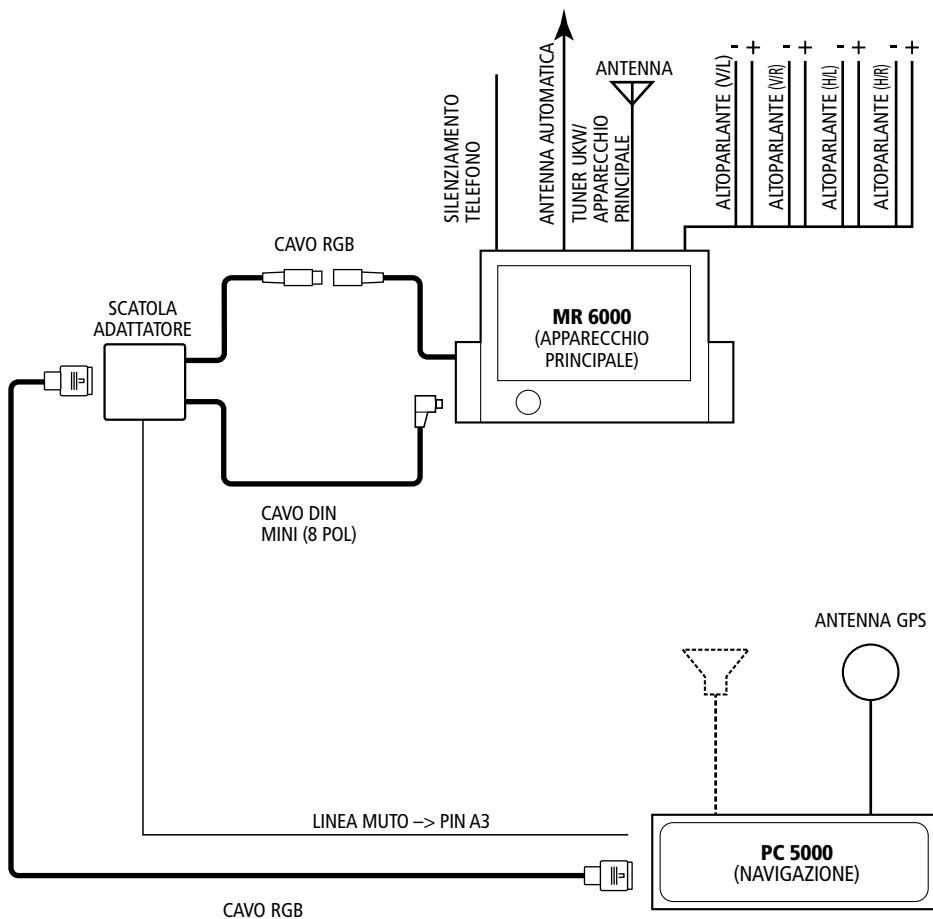 SILENZIAMENTO
TELEFONO
ANTENNA AUTOMATICA
TUNER UKW/
APPARECCHIO
PRINCIPALE
ANTENNA
- + - + - + - +
ALTOPARLANTE (V/L)
ALTOPARLANTE (V/R)
ALTOPARLANTE (H/L)
ALTOPARLANTE (H/R)
CAVO RGB
SCATOLA
ADATTATORE
MR 6000
(APPARECCHIO
PRINCIPALE)
CAVO DIN
MINI (8 POL)
ANTENNA GPS
LINEA MUTO –> PIN A3
PC 5000
(NAVIGAZIONE)
CAVO RGB